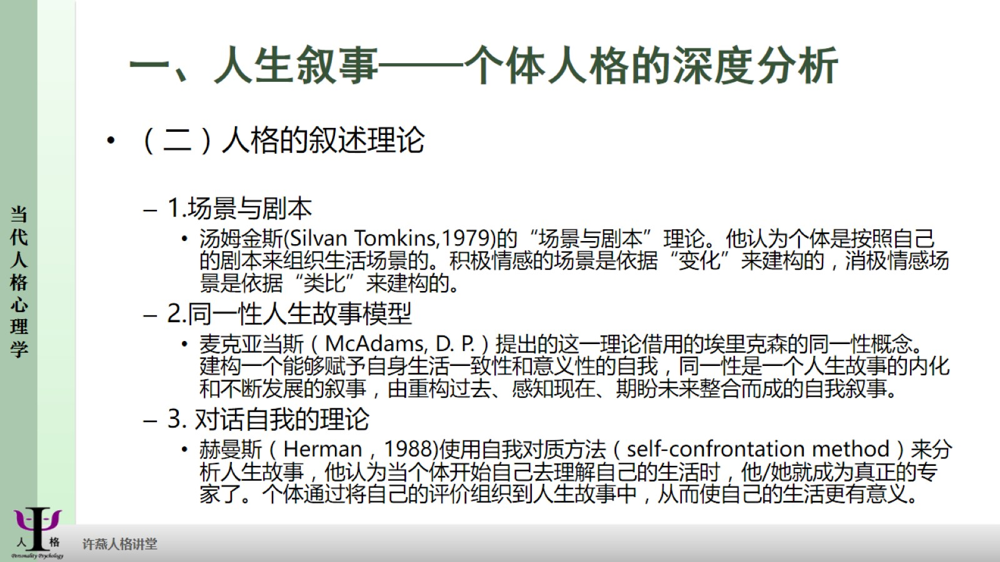 一、人生叙事——个体人格的深度分析
• （二）人格的叙述理论
– 1.场景与剧本
• 汤姆金斯(Silvan Tomkins,1979)的“场景与剧本”理论。他认为个体是按照自己
的剧本来组织生活场景的。积极情感的场景是依据“变化”来建构的，消极情感场
景是依据“类比”来建构的。
– 2.同一性人生故事模型
• 麦克亚当斯（McAdams, D. P.）提出的这一理论借用的埃里克森的同一性概念。
建构一个能够赋予自身生活一致性和意义性的自我，同一性是一个人生故事的内化
和不断发展的叙事，由重构过去、感知现在、期盼未来整合而成的自我叙事。
– 3. 对话自我的理论
• 赫曼斯（Herman，1988)使用自我对质方法（self-confrontation method）来分
析人生故事，他认为当个体开始自己去理解自己的生活时，他/她就成为真正的专
家了。个体通过将自己的评价组织到人生故事中，从而使自己的生活更有意义。
当代人格心理学
人 格
Personality Psychology
许燕人格讲堂